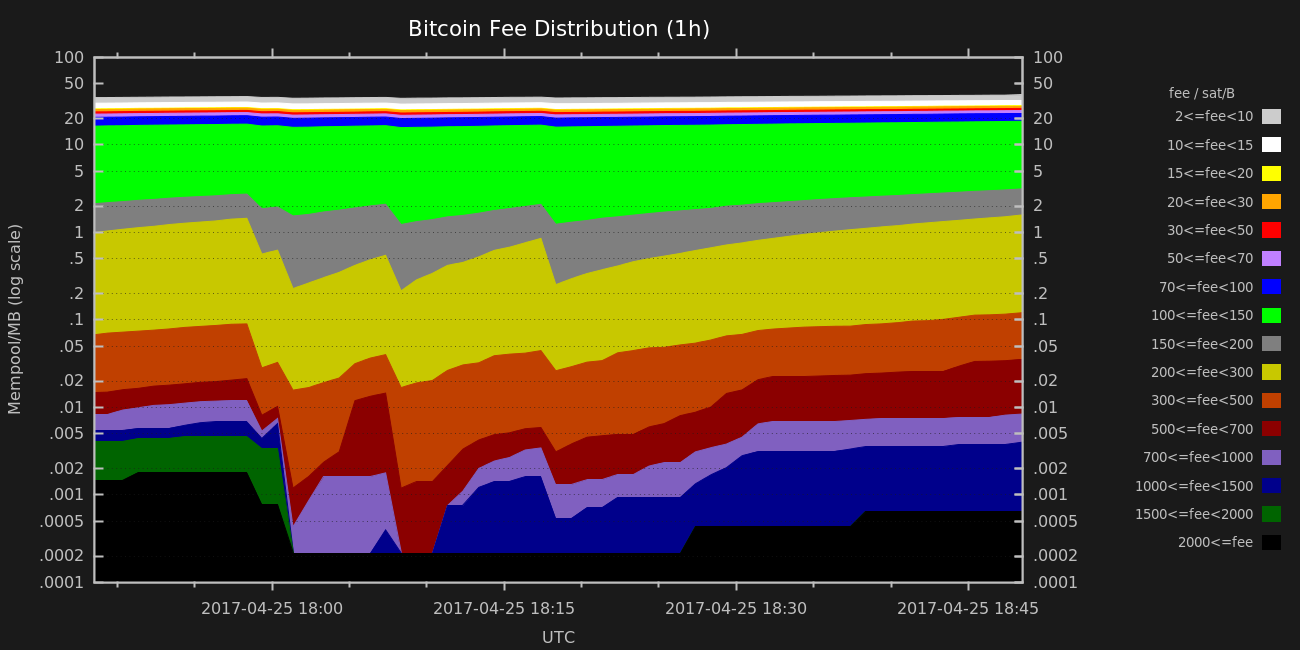 Bitcoin Fee Distribution (1h)
100
50
20
10
5
2
1
.5
.2
.1
.05
.02
.01
.005
.002
.001
.0005
.0002
.0001
Mempool/MB (log scale)
100
50
20
10
5
2
1
.5
.2
.1
.05
.02
.01
.005
.002
.001
.0005
.0002
.0001
2017-04-25 18:00
2017-04-25 18:15
2017-04-25 18:30
2017-04-25 18:45
UTC
fee / sat/B
2<=fee<10
10<=fee<15
15<=fee<20
20<=fee<30
30<=fee<50
50<=fee<70
70<=fee<100
100<=fee<150
150<=fee<200
200<=fee<300
300<=fee<500
500<=fee<700
700<=fee<1000
1000<=fee<1500
1500<=fee<2000
2000<=fee